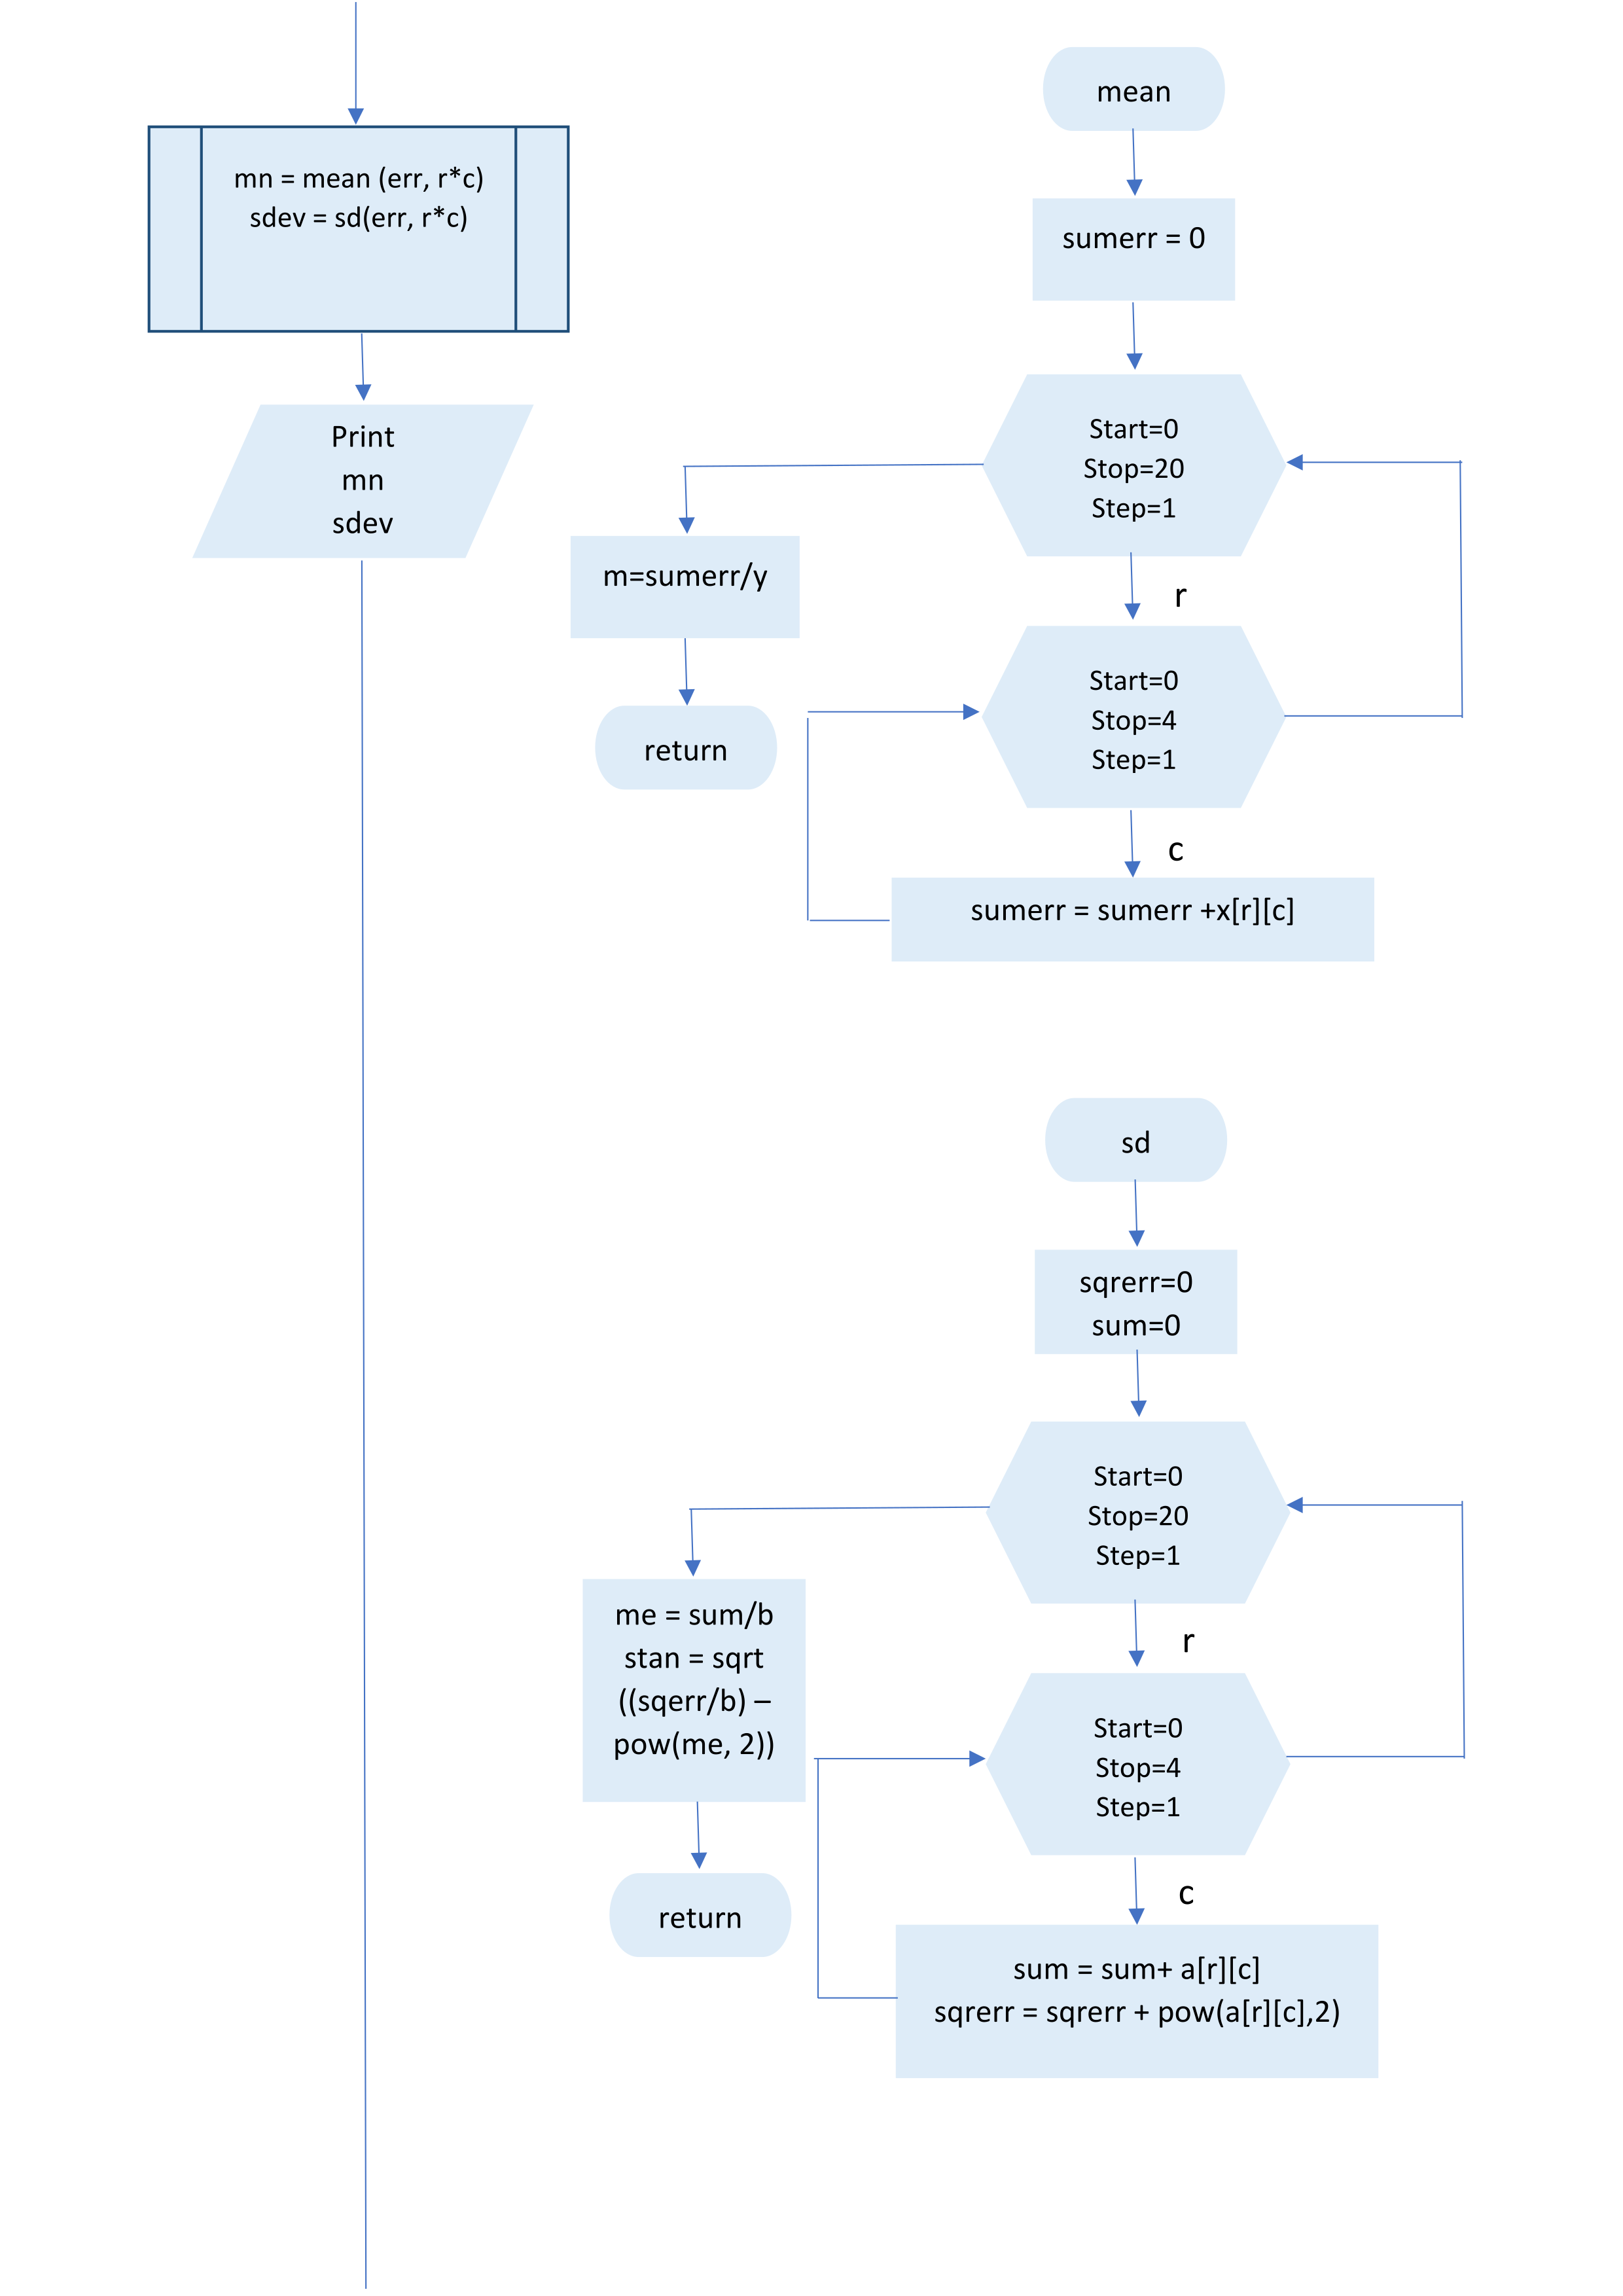 mn = mean (err, r*c)
sdev = sd(err, r*c)
Print
mn
sdev
mean
sumerr = 0
Start=0
Stop=20
Step=1
m=sumerr/y
return
r
Start=0
Stop=4
Step=1
c
sumerr = sumerr +x[r][c]
sd
sqrerr=0
sum=0
Start=0
Stop=20
Step=1
me = sum/b
stan = sqrt
((sqerr/b) –
pow(me, 2))
return
r
Start=0
Stop=4
Step=1
c
sum = sum+ a[r][c]
sqrerr = sqrerr + pow(a[r][c],2)